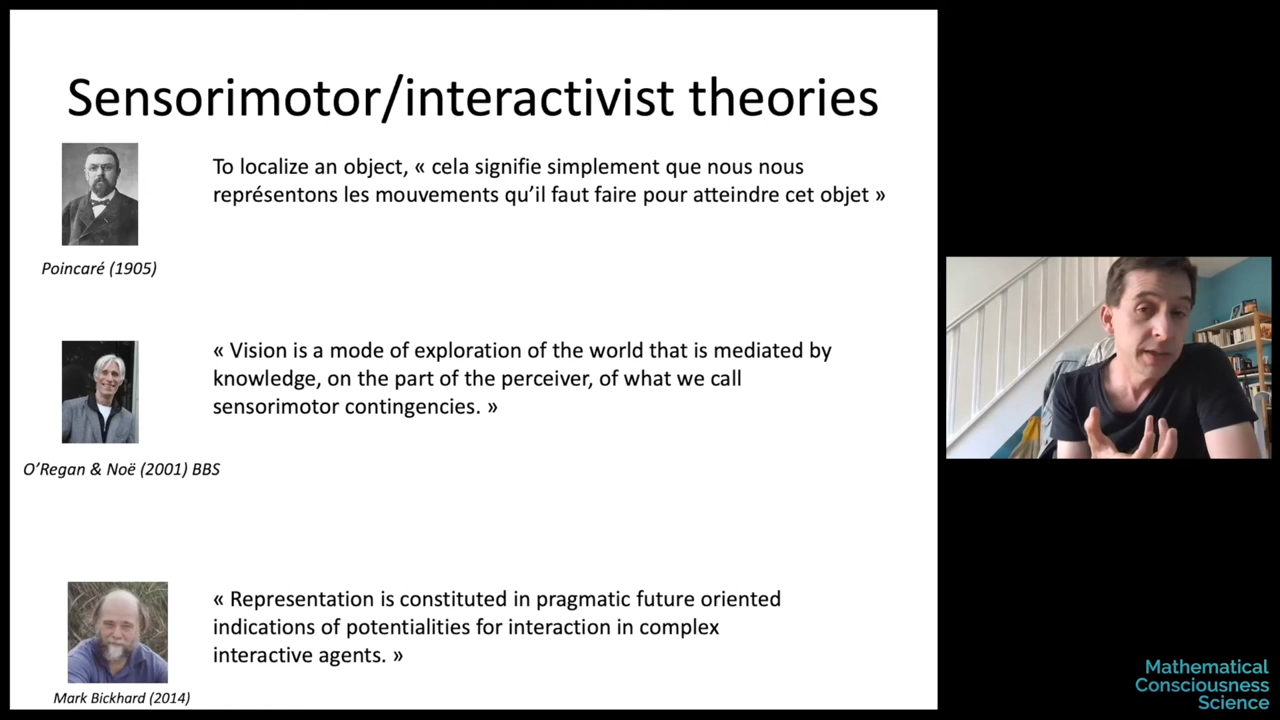 Sensorimotor/interactivist theories
To localize an object, « cela signifie simplement que nous nous
représentons les mouvements qu’il faut faire pour atteindre cet objet »
Poincaré (1905)
« Vision is a mode of exploration of the world that is mediated by
knowledge, on the part of the perceiver, of what we call
sensorimotor contingencies. »
O’Regan & Noë (2001) BBS
« Representation is constituted in pragmatic future oriented
indications of potentialities for interaction in complex
interactive agents. »
Mark Bickhard (2014)
Mathematical
Consciousness
Science